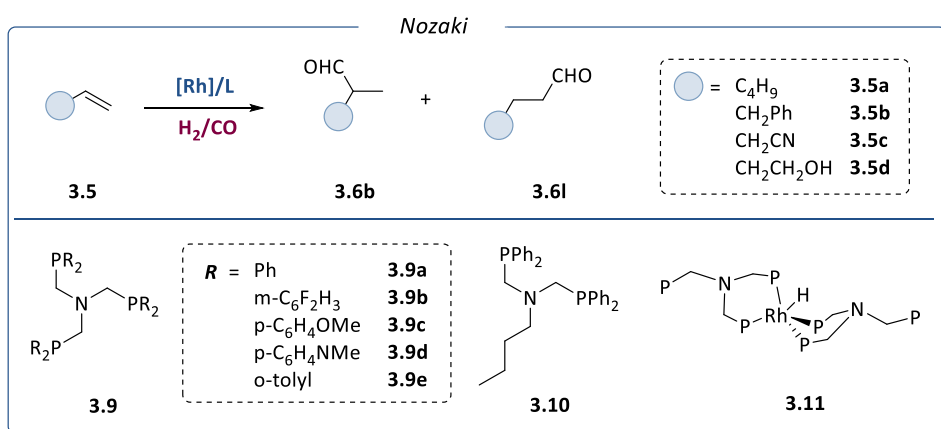 Nozaki
OHC
CHO
[Rh]/L
H₂/CO
+
3.5
3.6b
3.6l
= C₄H₉ 3.5a
CH₂Ph 3.5b
CH₂CN 3.5c
CH₂CH₂OH 3.5d
PR₂
N
PR₂
R₂P
3.9
R = Ph 3.9a
m-C₆F₂H₃ 3.9b
p-C₆H₄OMe 3.9c
p-C₆H₄NMe 3.9d
o-tolyl 3.9e
PPh₂
N
PPh₂
3.10
P
N
P
H
P
Rh
P
P
N
P
3.11